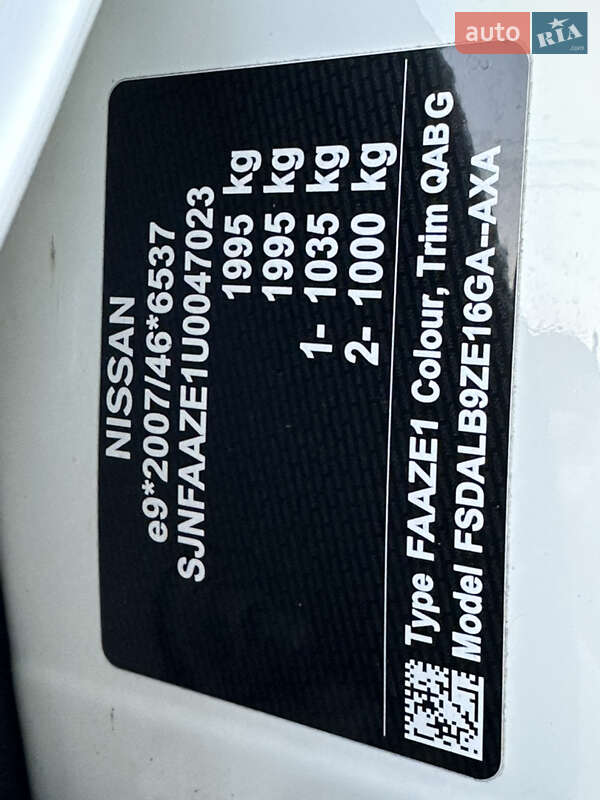 auto RIA
.com
NISSAN
e9*2007/46*6537
SJNFAAZE1U0047023
1995 kg
1995 kg
1- 1035 kg
2- 1000 kg
Type FAAZE1 Colour, Trim QAB G
Model FSDALB9ZE16GA--AXA